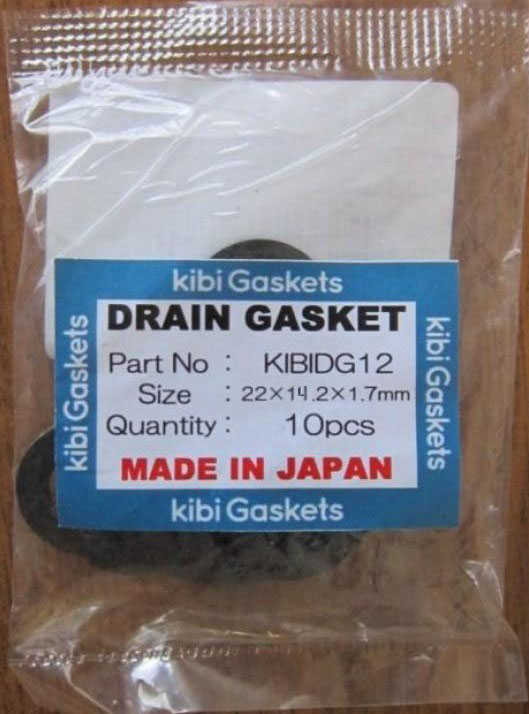 kibi Gaskets
DRAIN GASKET
Part No : KIBIDG12
Size : 22×14.2×1.7mm
Quantity : 10pcs
MADE IN JAPAN
kibi Gaskets
kibi Gaskets
kibi Gaskets